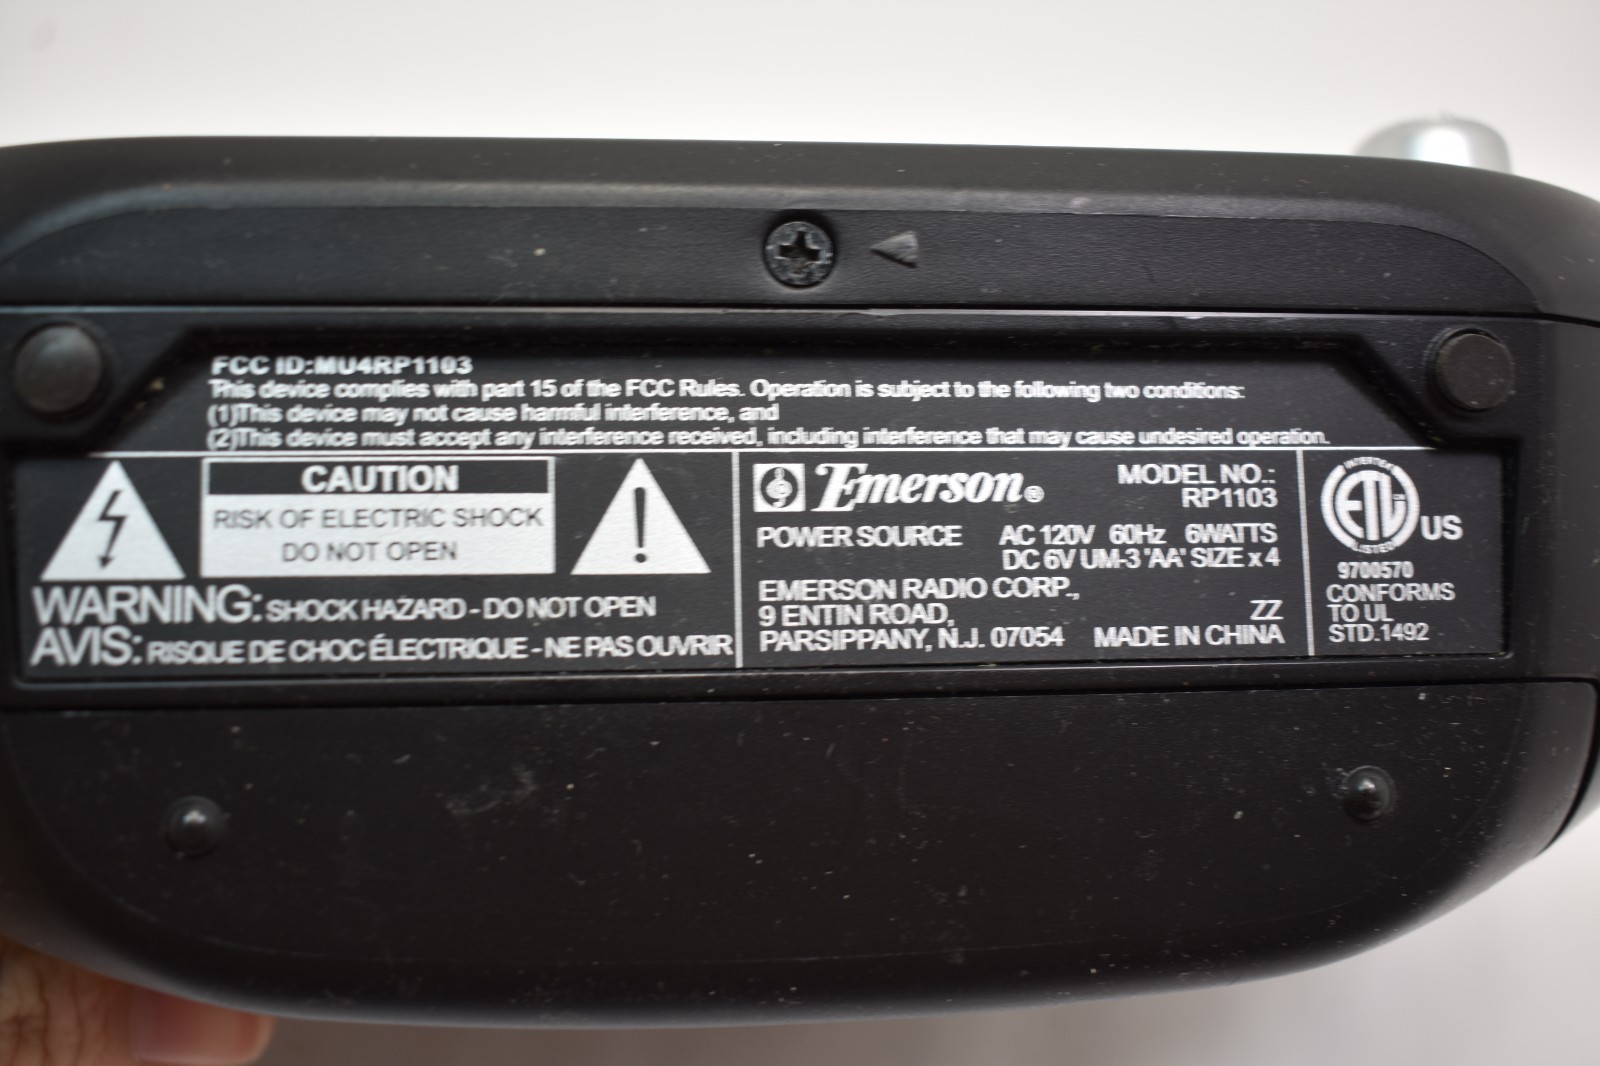 FCC ID:MU4RP1103
This device complies with part 15 of the FCC Rules. Operation is subject to the following two conditions:
(1)This device may not cause harmful interference, and
(2)This device must accept any interference received, including interference that may cause undesired operation.
CAUTION
RISK OF ELECTRIC SHOCK
DO NOT OPEN
WARNING: SHOCK HAZARD - DO NOT OPEN
AVIS: RISQUE DE CHOC ÉLECTRIQUE - NE PAS OUVRIR
Emerson®
MODEL NO.:
RP1103
POWER SOURCE AC 120V 60Hz 6WATTS
DC 6V UM-3 'AA' SIZE x 4
EMERSON RADIO CORP.,
9 ENTIN ROAD, ZZ
PARSIPPANY, N.J. 07054 MADE IN CHINA
INTERTEK
ETL
LISTED
US
9700570
CONFORMS
TO UL
STD.1492